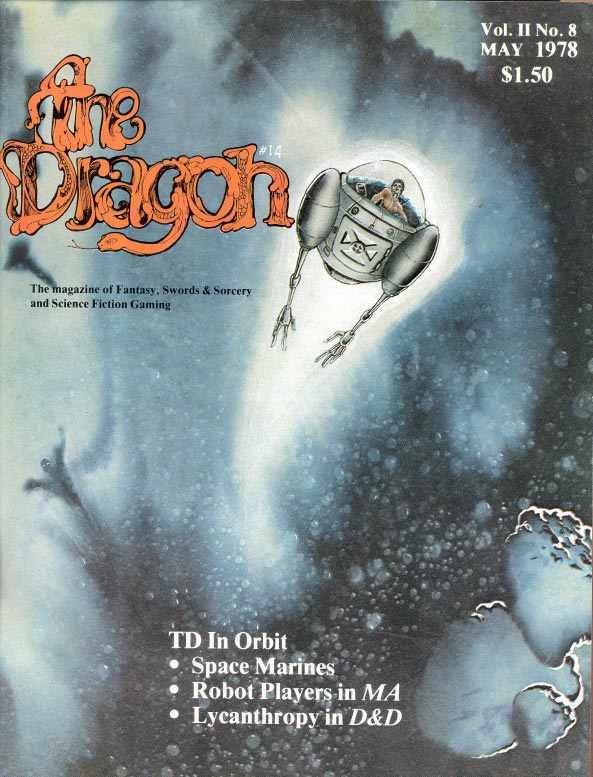 Vol. II No. 8
MAY 1978
$1.50
The
Dragon
#14
The magazine of Fantasy, Swords & Sorcery
and Science Fiction Gaming
TD In Orbit
• Space Marines
• Robot Players in MA
• Lycanthropy in D&D